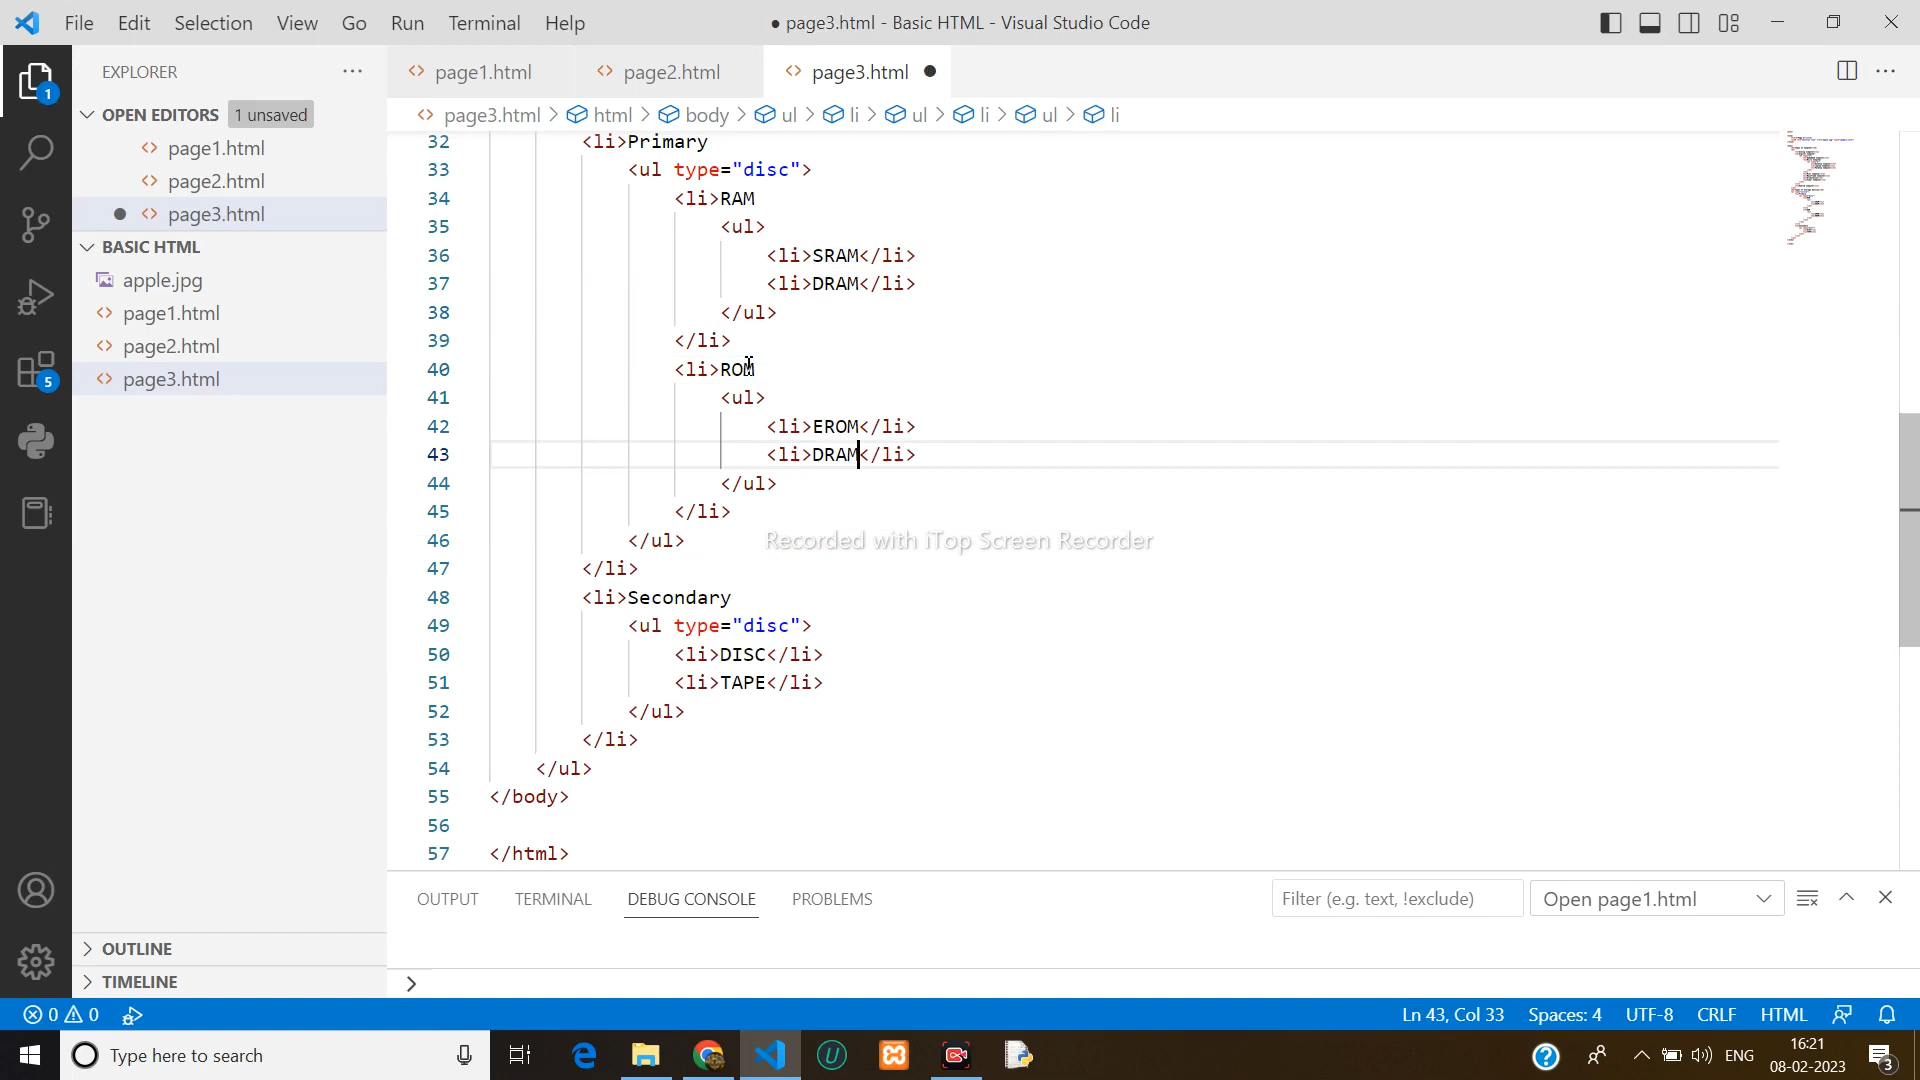 File Edit Selection View Go Run Terminal Help ● page3.html - Basic HTML - Visual Studio Code
EXPLORER
page1.html page2.html page3.html
OPEN EDITORS 1 unsaved
page3.html > html > body > ul > li > ul > li > ul > li
1
page1.html
page2.html
page3.html
BASIC HTML
apple.jpg
page1.html
page2.html
page3.html
5
32 <li>Primary
33 <ul type="disc">
34 <li>RAM
35 <ul>
36 <li>SRAM</li>
37 <li>DRAM</li>
38 </ul>
39 </li>
40 <li>ROM
41 <ul>
42 <li>EROM</li>
43 <li>DRAM</li>
44 </ul>
45 </li>
46 </ul>
Recorded with iTop Screen Recorder
47 </li>
48 <li>Secondary
49 <ul type="disc">
50 <li>DISC</li>
51 <li>TAPE</li>
52 </ul>
53 </li>
54 </ul>
55 </body>
56
57 </html>
OUTPUT TERMINAL DEBUG CONSOLE PROBLEMS Filter (e.g. text, !exclude) Open page1.html
OUTLINE
TIMELINE
0 0 Ln 43, Col 33 Spaces: 4 UTF-8 CRLF HTML
Type here to search ENG 16:21
08-02-2023 3